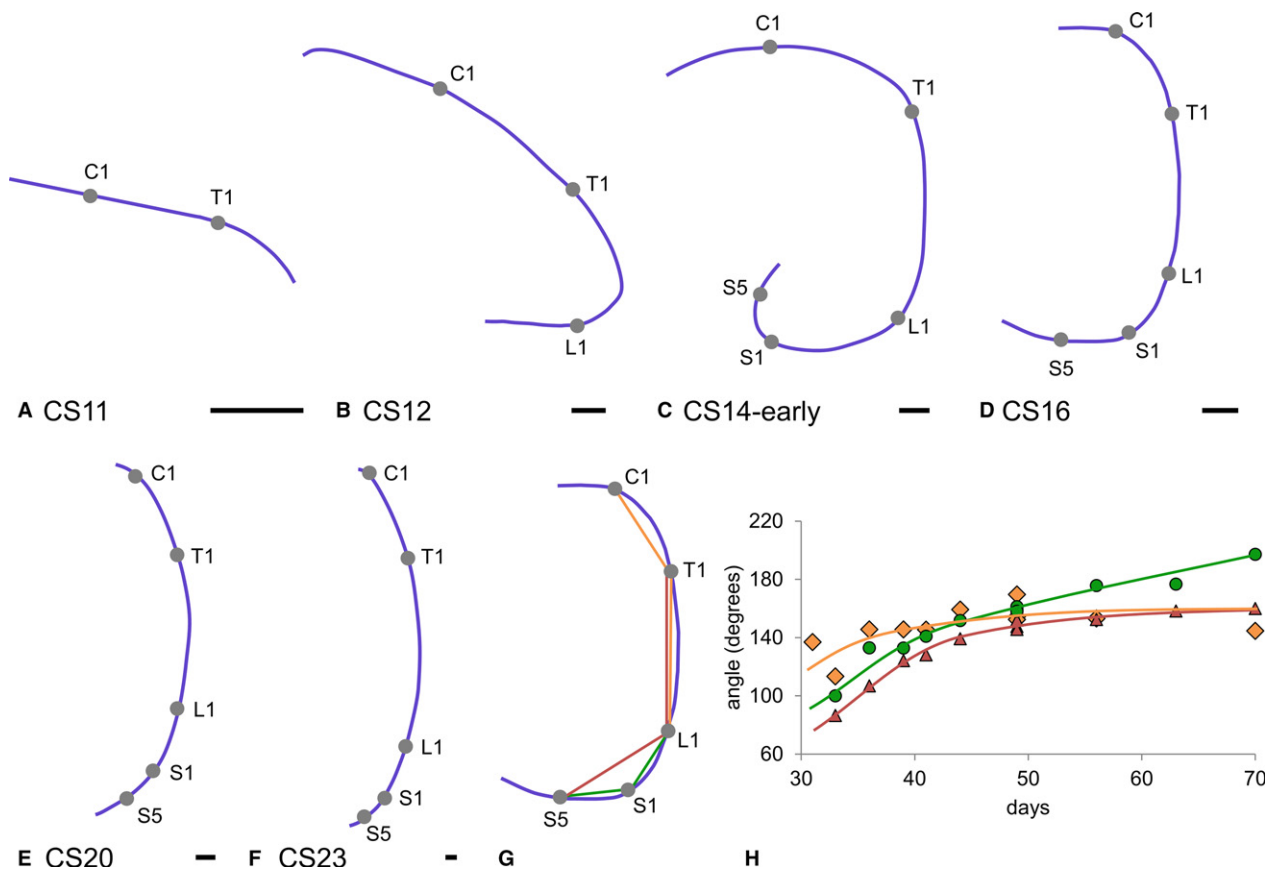 C1
T1
A CS11
C1
T1
L1
B CS12
C1
T1
S5
L1
S1
C CS14-early
C1
T1
L1
S1
S5
D CS16
C1
T1
L1
S1
S5
E CS20
C1
T1
L1
S1
S5
F CS23
C1
T1
L1
S1
S5
G
220
180
140
100
60
angle (degrees)
30 40 50 60 70
days
H